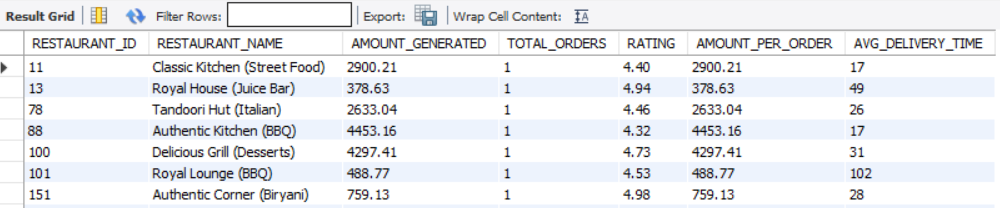 Result Grid Filter Rows: Export: Wrap Cell Content: IA
RESTAURANT_ID RESTAURANT_NAME AMOUNT_GENERATED TOTAL_ORDERS RATING AMOUNT_PER_ORDER AVG_DELIVERY_TIME
11 Classic Kitchen (Street Food) 2900.21 1 4.40 2900.21 17
13 Royal House (Juice Bar) 378.63 1 4.94 378.63 49
78 Tandoori Hut (Italian) 2633.04 1 4.46 2633.04 26
88 Authentic Kitchen (BBQ) 4453.16 1 4.32 4453.16 17
100 Delicious Grill (Desserts) 4297.41 1 4.73 4297.41 31
101 Royal Lounge (BBQ) 488.77 1 4.53 488.77 102
151 Authentic Corner (Biryani) 759.13 1 4.98 759.13 28